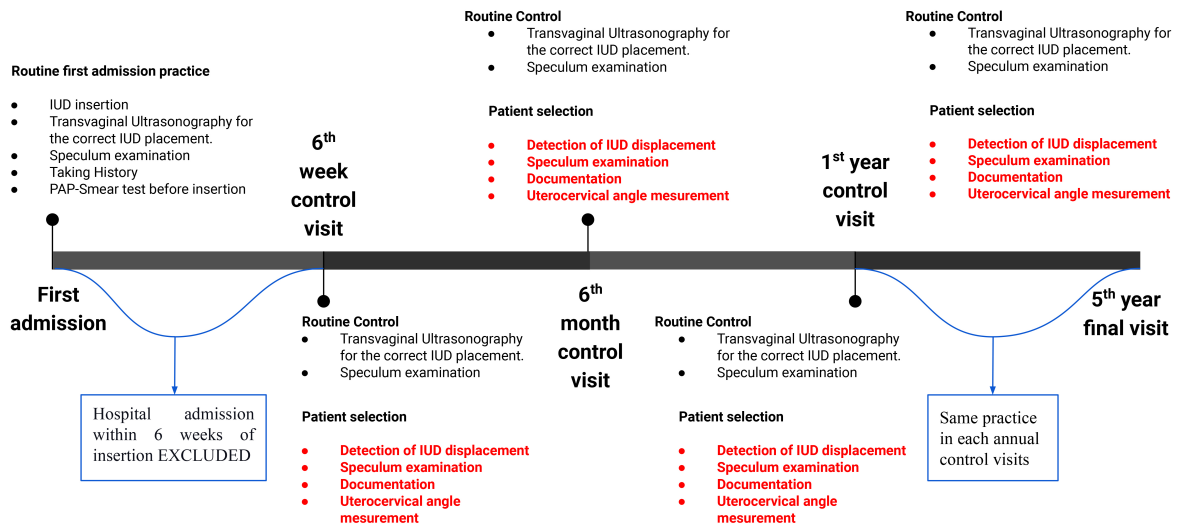 Routine first admission practice
● IUD insertion
● Transvaginal Ultrasonography for
the correct IUD placement.
● Speculum examination
● Taking History
● PAP-Smear test before insertion
First
admission
Hospital admission
within 6 weeks of
insertion EXCLUDED
6th
week
control
visit
Routine Control
● Transvaginal Ultrasonography
for the correct IUD placement.
● Speculum examination
Patient selection
● Detection of IUD displacement
● Speculum examination
● Documentation
● Uterocervical angle
mesurement
Routine Control
● Transvaginal Ultrasonography for
the correct IUD placement.
● Speculum examination
Patient selection
● Detection of IUD displacement
● Speculum examination
● Documentation
● Uterocervical angle mesurement
6th
month
control
visit
1st year
control
visit
Routine Control
● Transvaginal Ultrasonography
for the correct IUD placement.
● Speculum examination
Patient selection
● Detection of IUD displacement
● Speculum examination
● Documentation
● Uterocervical angle
mesurement
Routine Control
● Transvaginal Ultrasonography for
the correct IUD placement.
● Speculum examination
Patient selection
● Detection of IUD displacement
● Speculum examination
● Documentation
● Uterocervical angle mesurement
5th year
final visit
Same practice
in each annual
control visits